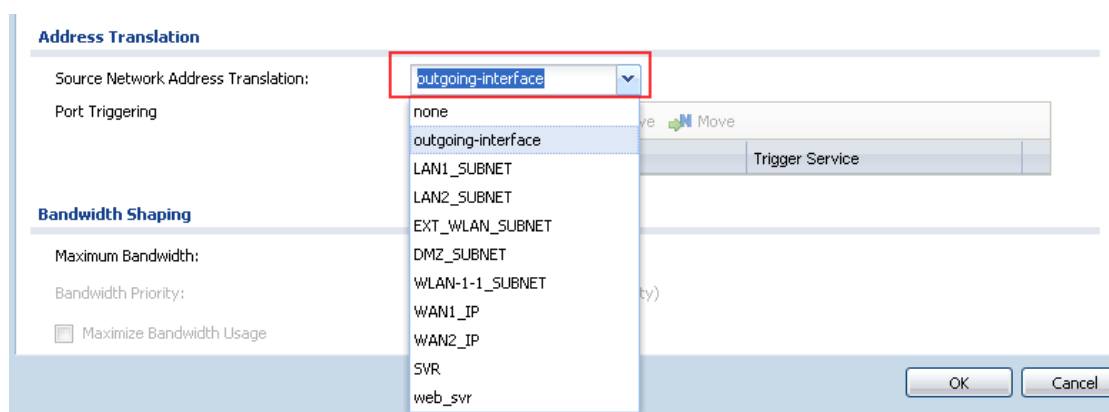 Address Translation
Source Network Address Translation: outgoing-interface
Port Triggering
none
ve Move
outgoing-interface
Trigger Service
LAN1_SUBNET
LAN2_SUBNET
Bandwidth Shaping
EXT_WLAN_SUBNET
Maximum Bandwidth:
DMZ_SUBNET
WLAN-1-1_SUBNET
Bandwidth Priority:
ty)
WAN1_IP
Maximize Bandwidth Usage
WAN2_IP
SVR
OK Cancel
web_svr